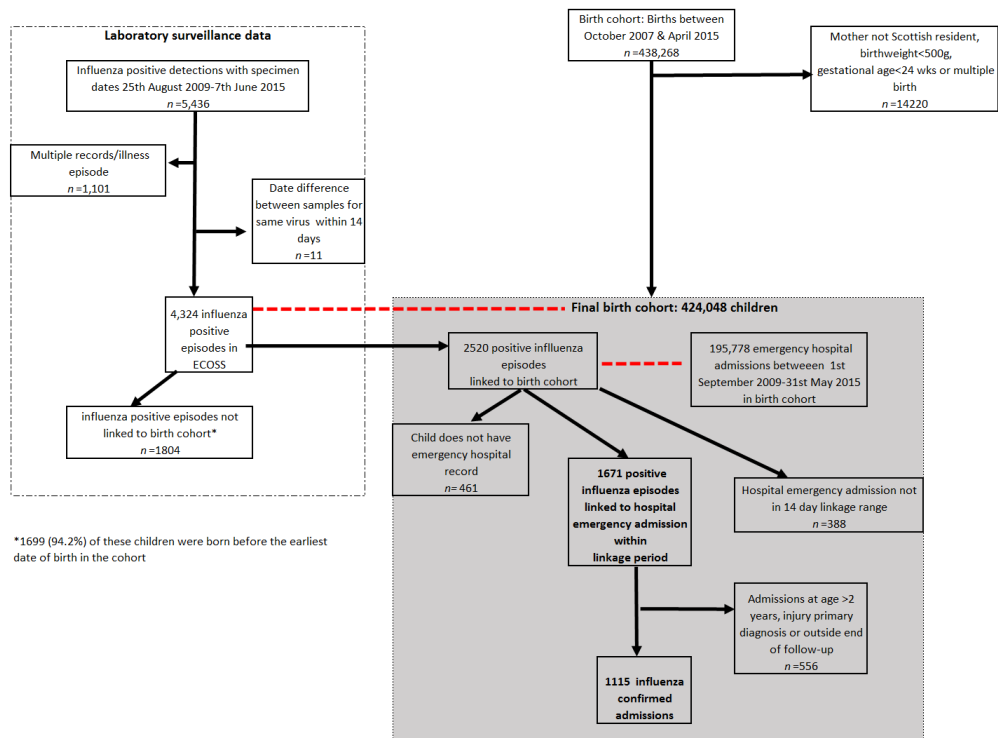 Laboratory surveillance data
Influenza positive detections with specimen
dates 25th August 2009-7th June 2015
n =5,436
Multiple records/illness
episode
n =1,101
Date difference
between samples for
same virus within 14
days
n =11
4,324 influenza
positive
episodes in
ECOSS
influenza positive episodes not
linked to birth cohort*
n =1804
*1699 (94.2%) of these children were born before the earliest
date of birth in the cohort
Birth cohort: Births between
October 2007 & April 2015
n =438,268
Mother not Scottish resident,
birthweight<500g,
gestational age<24 wks or multiple
birth
n =14220
Final birth cohort: 424,048 children
2520 positive inflluenza
episodes
linked to birth cohort
195,778 emergency hospital
admissions betweeen 1st
September 2009-31st May 2015
in birth cohort
Child does not have
emergency hospital
record
n= 461
1671 positive
influenza episodes
linked to hospital
emergency admission
within
linkage period
Hospital emergency admission not
in 14 day linkage range
n =388
Admissions at age >2
years, injury primary
diagnosis or outside end
of follow-up
n =556
1115 influenza
confirmed
admissions